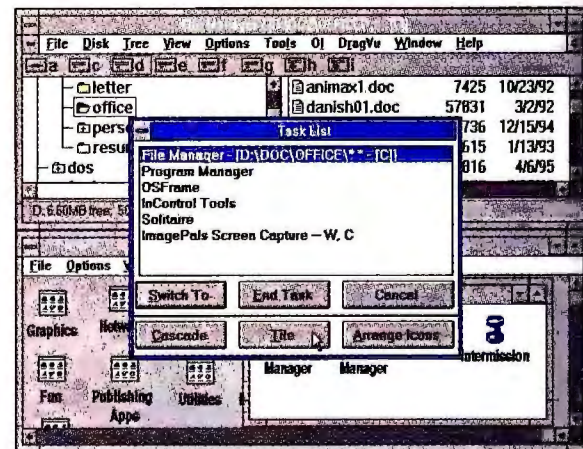 File Disk Tree View Options Tools OI DragVu Window Help
a c d e f g h i
letter
office
dos
animax1.doc 7425 10/23/92
danish01.doc 57831 3/2/92
736 12/15/94
615 1/13/93
816 4/6/95
Task List
File Manager - [D:\DOC\OFFICE\*.* - [C]]
Program Manager
OSFrame
InControl Tools
Solitaire
ImagePals Screen Capture – W, C
Switch To End Task Cancel
Cascade Tile Arrange Icons
File Options
Graphics
Fun Publishing Apps Utilities
Manager Manager
Intermission